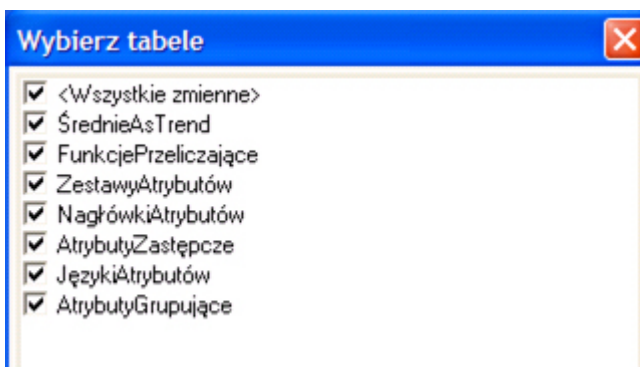 Wybierz tabele
<Wszystkie zmienne>
ŚrednieAsTrend
FunkcjePrzeliczające
ZestawyAtrybutów
NagłówkiAtrybutów
AtrybutyZastępcze
JęzykiAtrybutów
AtrybutyGrupujące